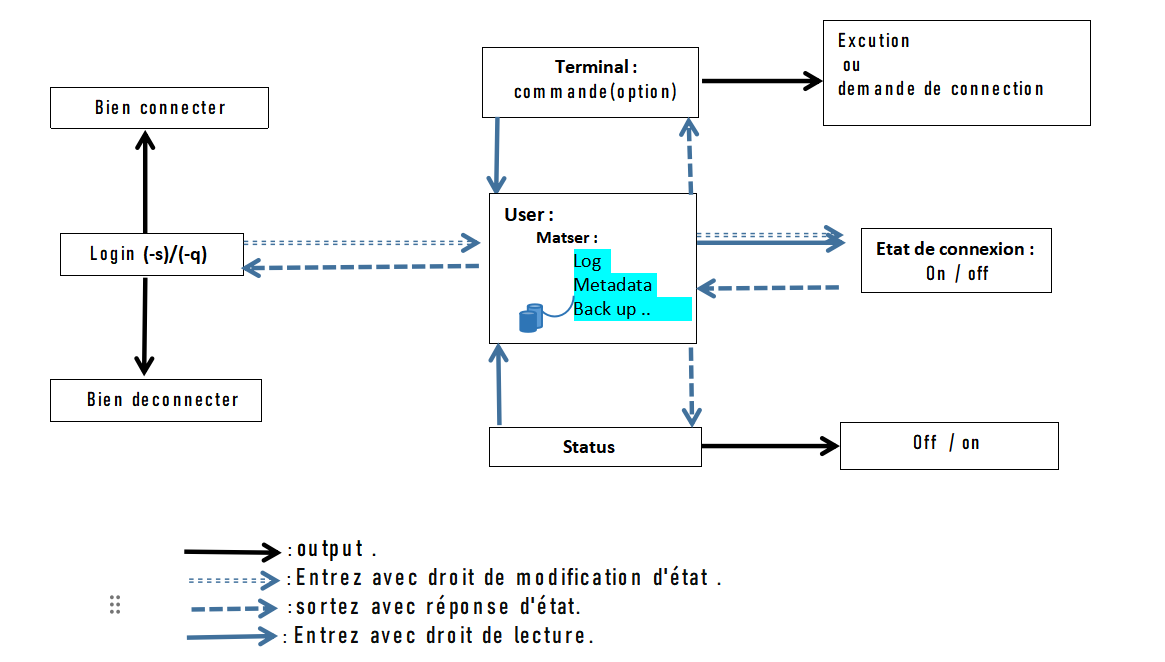 Terminal :
commande(option)
Excution
ou
demande de connection
Bien connecter
Login (-s)/(-q)
Bien deconnecter
User :
Matser :
Log
Metadata
Back up ..
Etat de connexion :
On / off
Status
Off / on
: output .
: Entrez avec droit de modification d'état .
: sortez avec réponse d'état.
: Entrez avec droit de lecture.